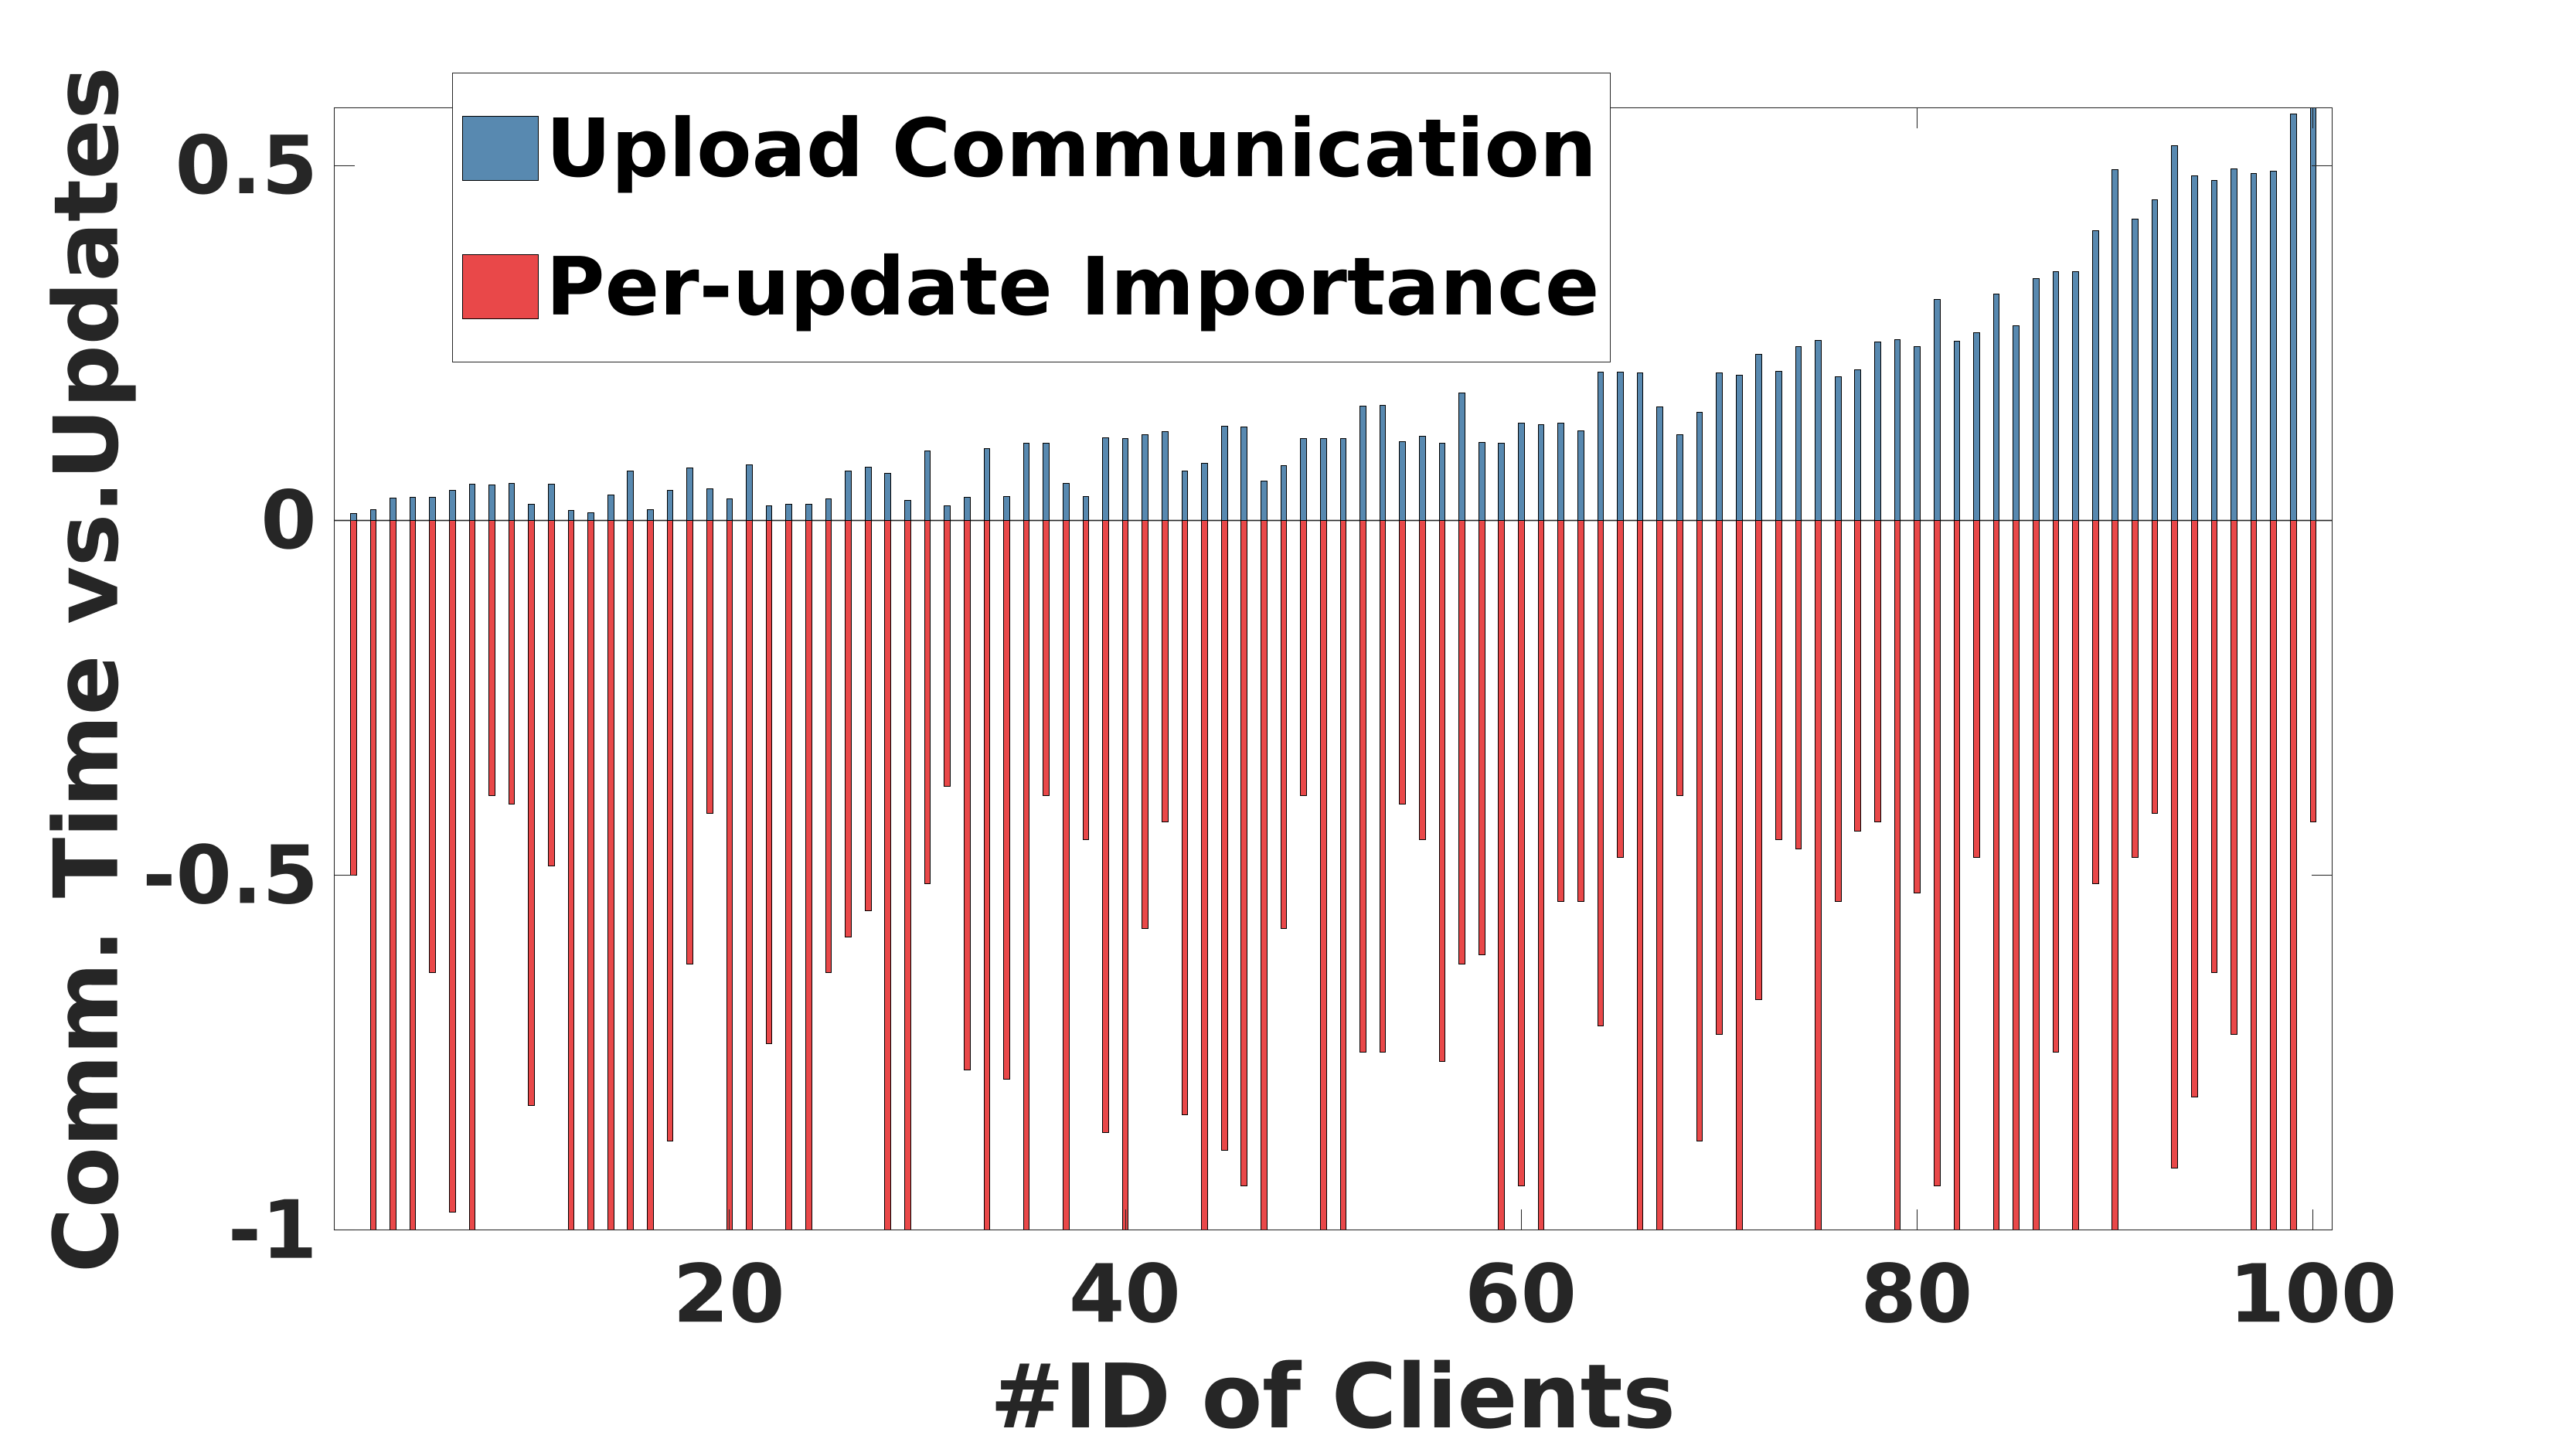 Upload Communication
Per-update Importance
Comm. Time vs.Updates
0.5
0
-0.5
-1
20 40 60 80 100
#ID of Clients